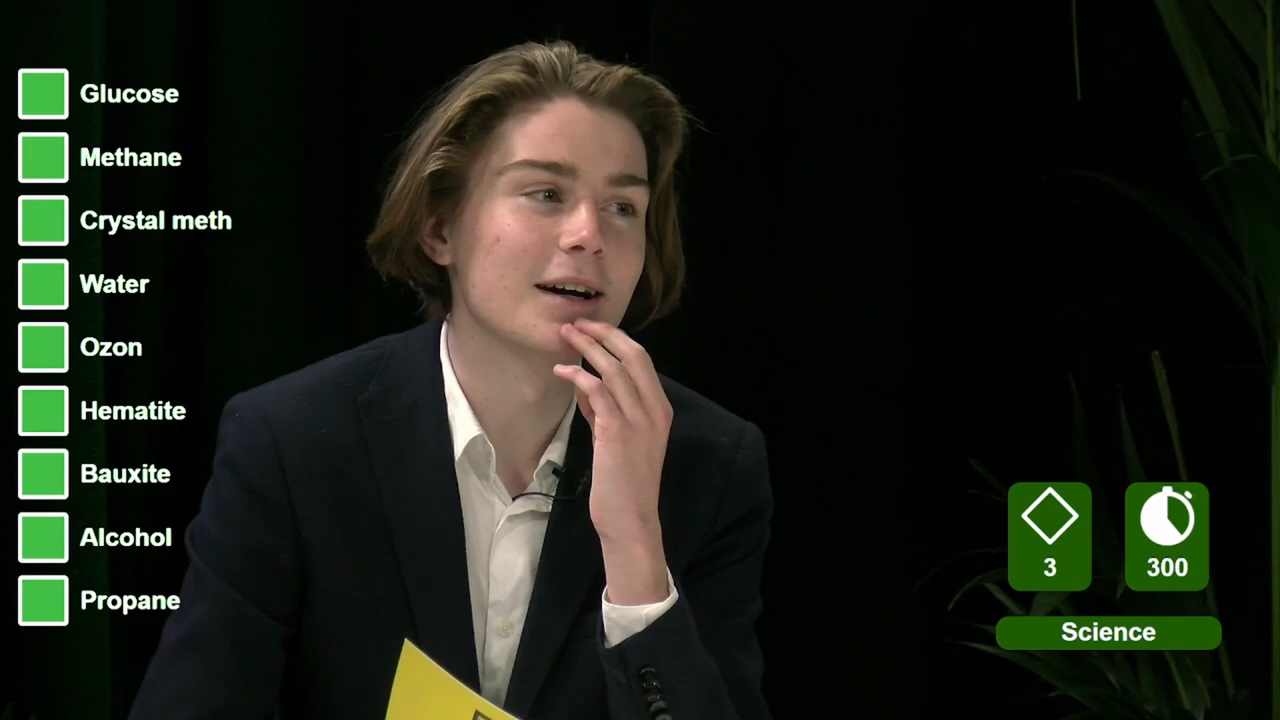 Glucose
Methane
Crystal meth
Water
Ozon
Hematite
Bauxite
Alcohol
Propane
3
300
Science